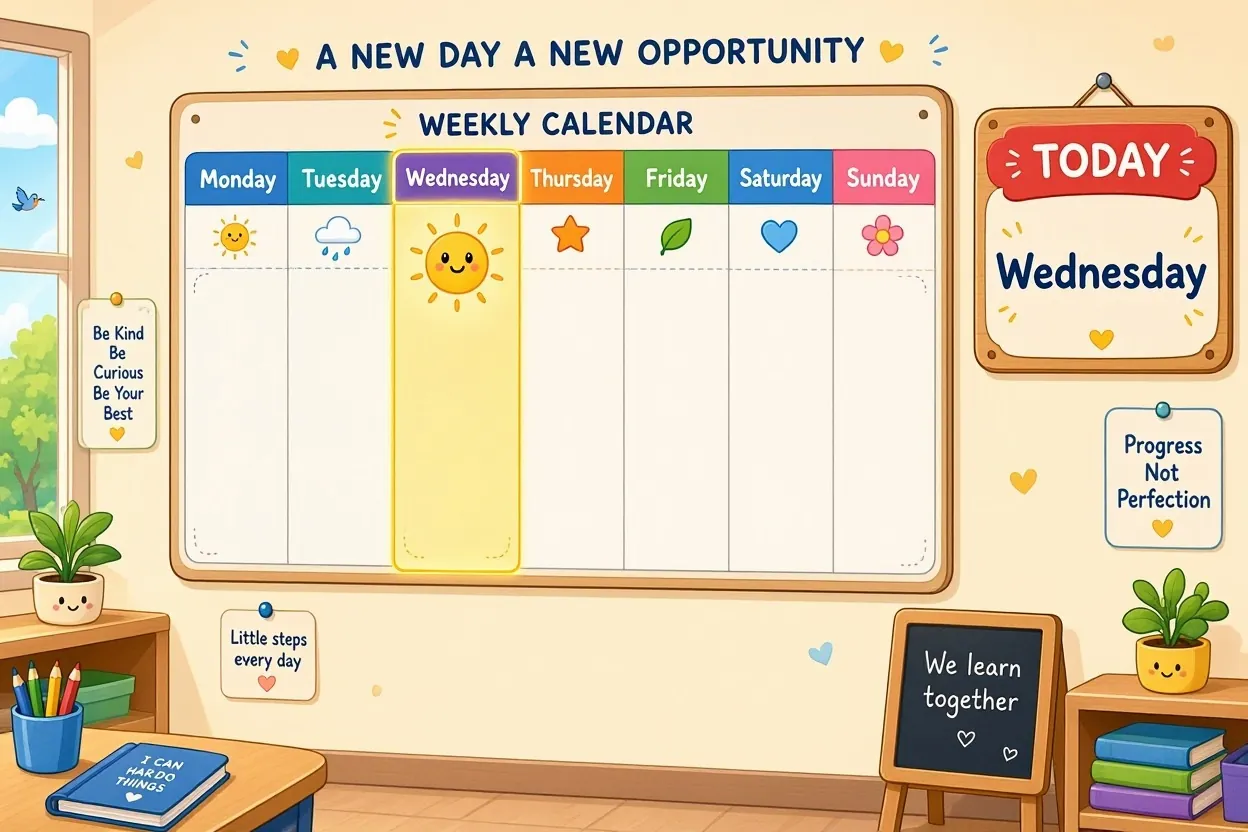 A NEW DAY A NEW OPPORTUNITY
WEEKLY CALENDAR
Monday
Tuesday
Wednesday
Thursday
Friday
Saturday
Sunday
TODAY
Wednesday
Be Kind
Be
Curious
Be Your
Best
Progress
Not
Perfection
Little steps
every day
We learn
together
I CAN
HARDO
THINGS